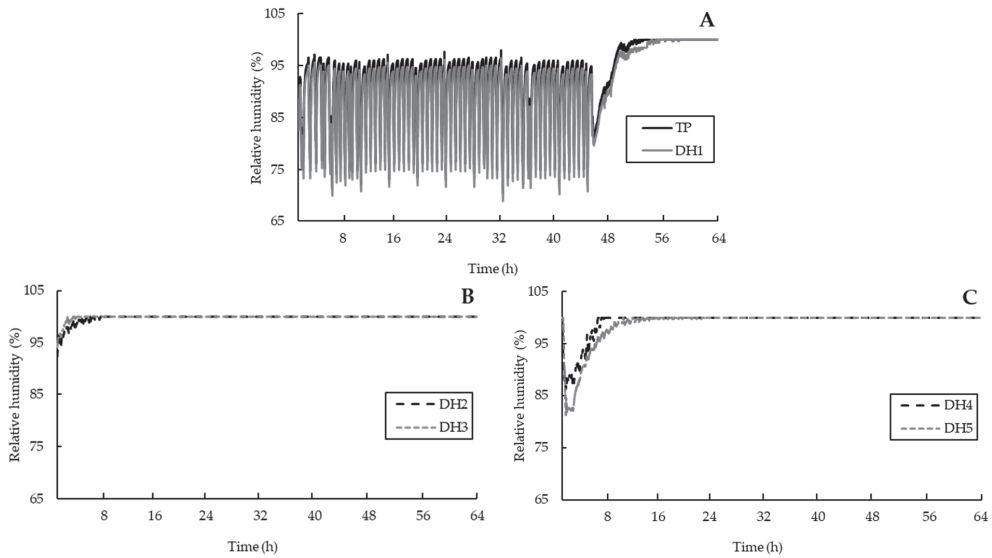 A
Relative humidity (%)
105
95
85
75
65
TP
DH1
8 16 24 32 40 48 56 64
Time (h)
B
Relative humidity (%)
105
95
85
75
65
DH2
DH3
8 16 24 32 40 48 56 64
Time (h)
C
Relative humidity (%)
105
95
85
75
65
DH4
DH5
8 16 24 32 40 48 56 64
Time (h)